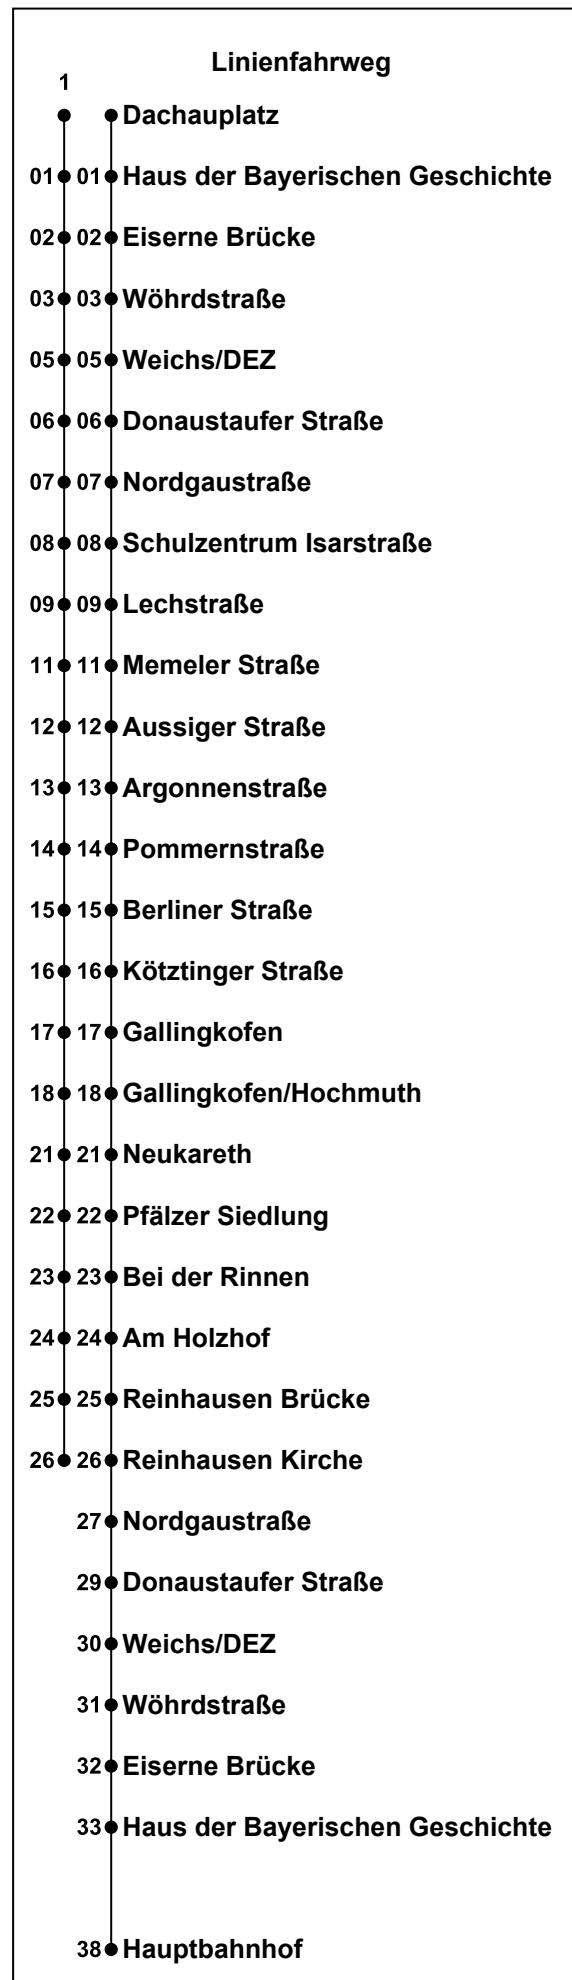 Linienfahrweg
1
Dachauplatz
01 01 Haus der Bayerischen Geschichte
02 02 Eiserne Brücke
03 03 Wöhrdstraße
05 05 Weichs/DEZ
06 06 Donaustaufer Straße
07 07 Nordgaustraße
08 08 Schulzentrum Isarstraße
09 09 Lechstraße
11 11 Memeler Straße
12 12 Aussiger Straße
13 13 Argonnenstraße
14 14 Pommernstraße
15 15 Berliner Straße
16 16 Kötztinger Straße
17 17 Gallingkofen
18 18 Gallingkofen/Hochmuth
21 21 Neukareth
22 22 Pfälzer Siedlung
23 23 Bei der Rinnen
24 24 Am Holzhof
25 25 Reinhausen Brücke
26 26 Reinhausen Kirche
27 Nordgaustraße
29 Donaustaufer Straße
30 Weichs/DEZ
31 Wöhrdstraße
32 Eiserne Brücke
33 Haus der Bayerischen Geschichte
38 Hauptbahnhof